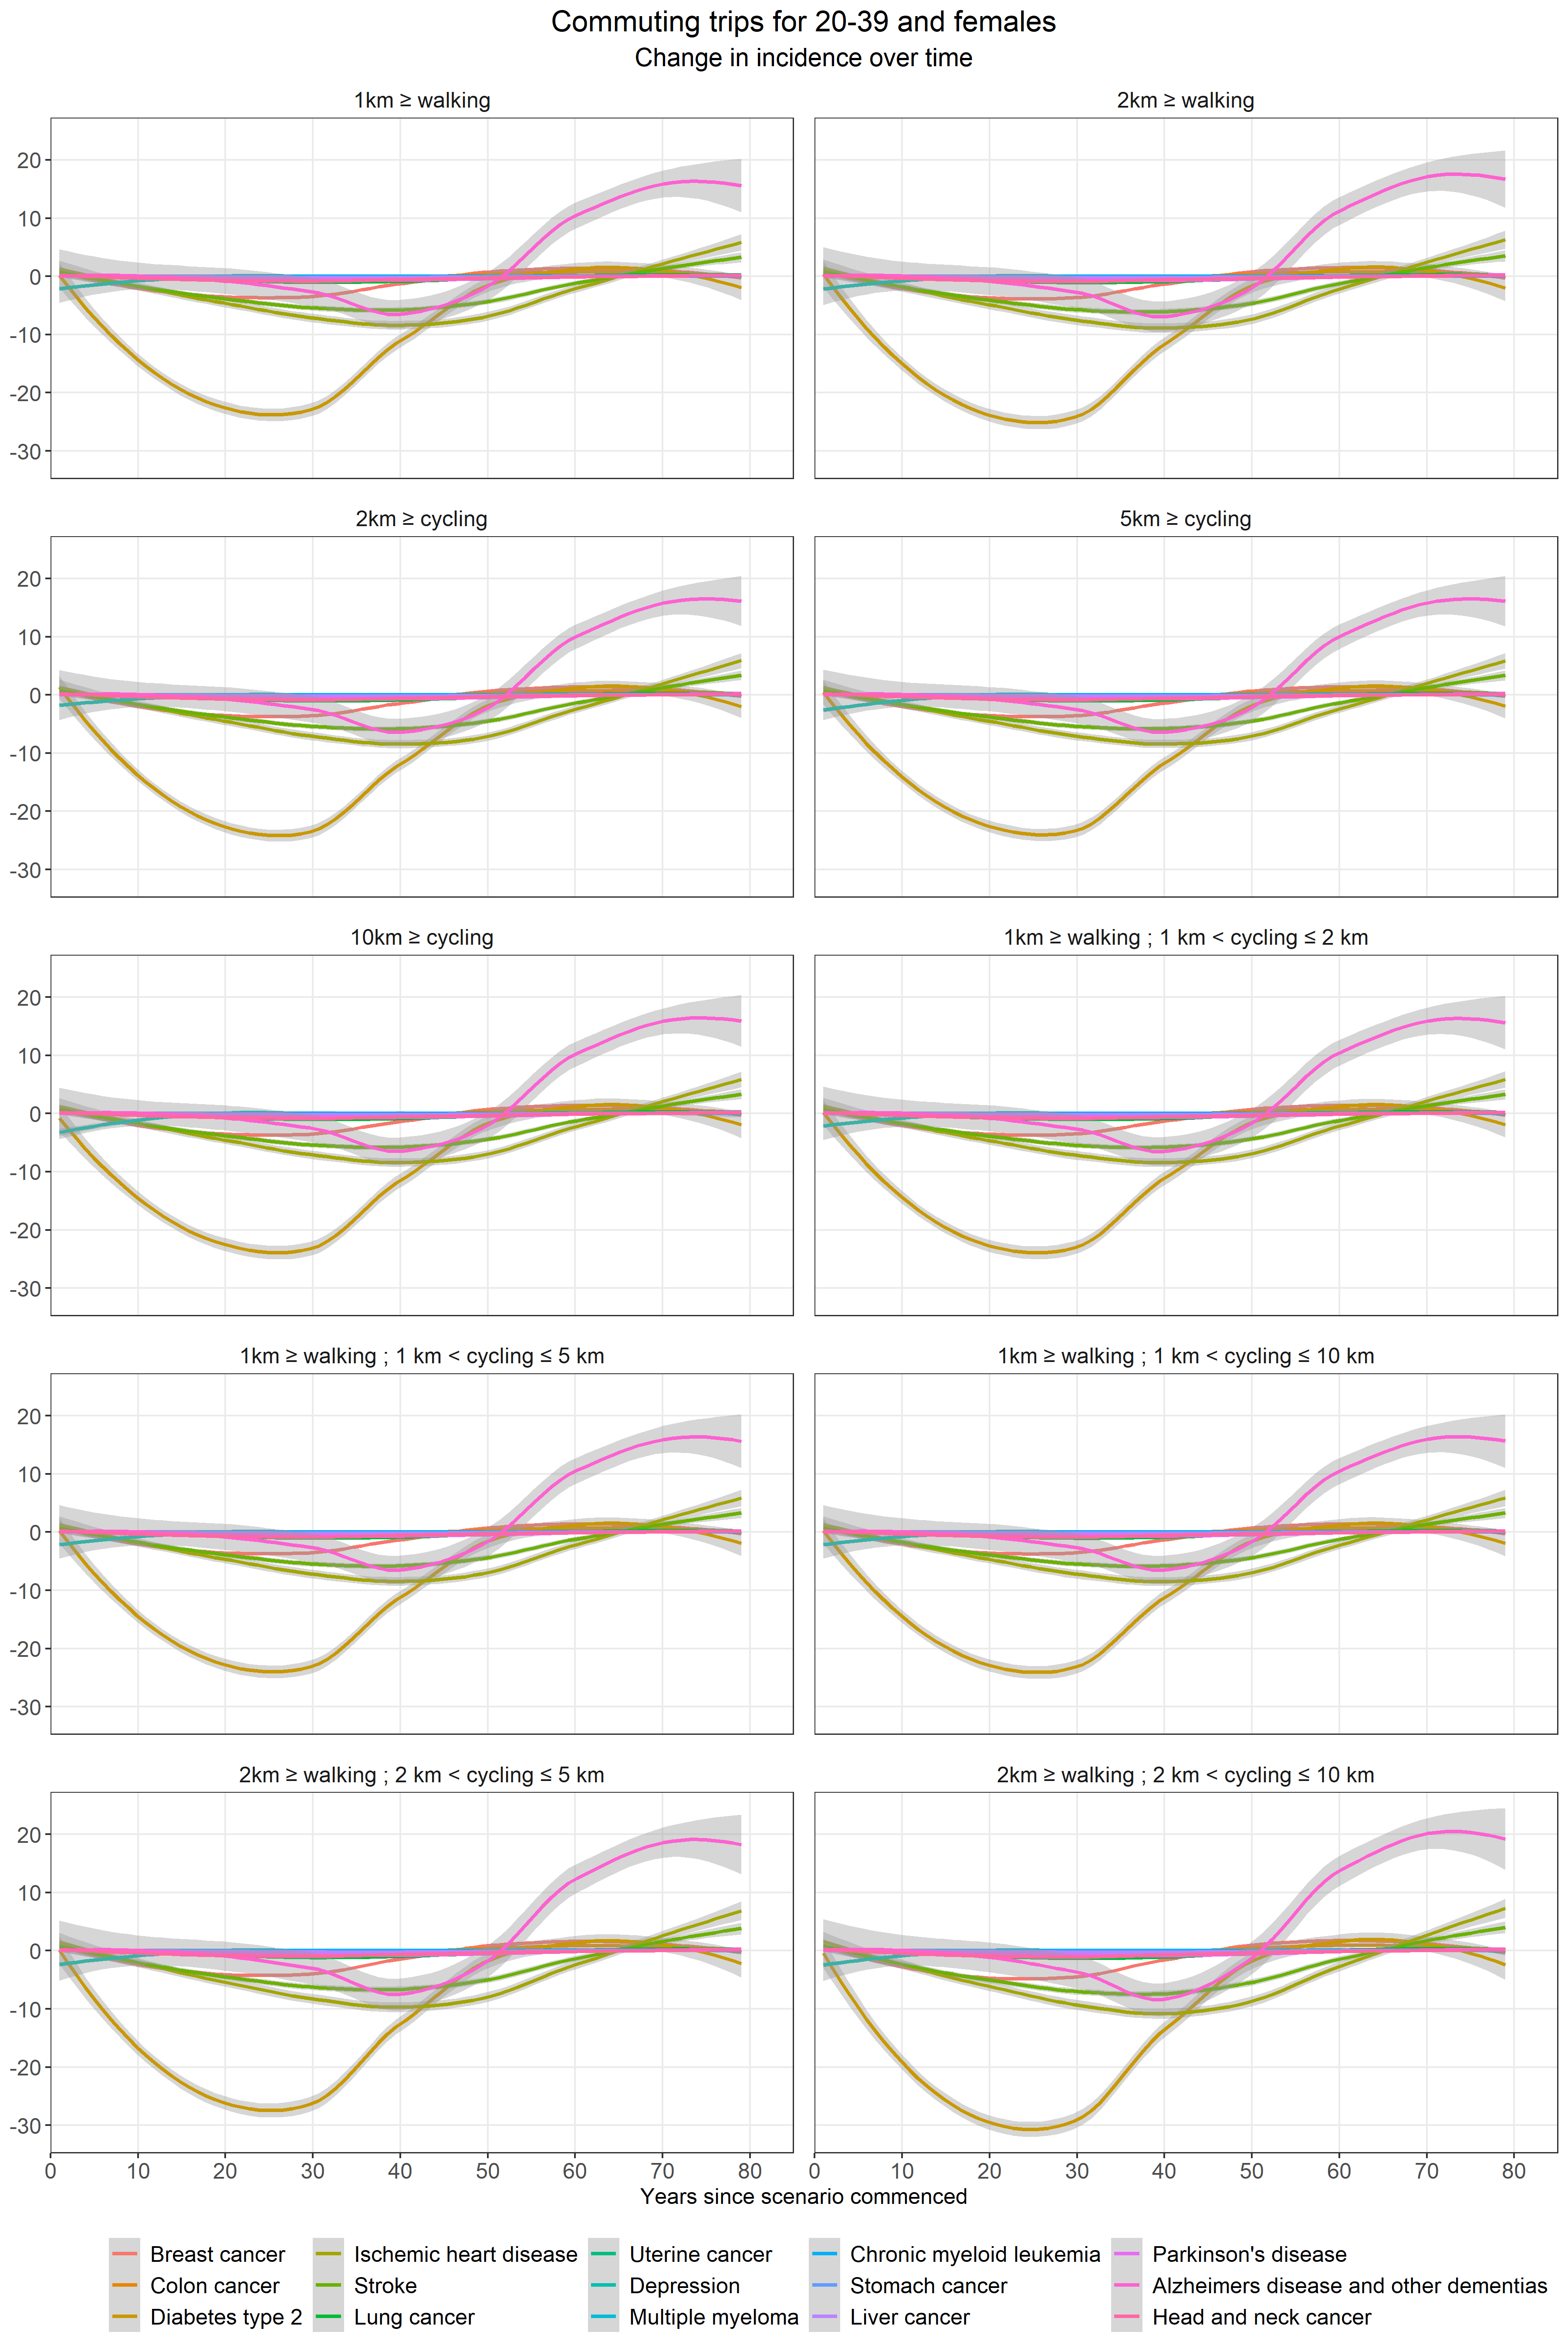 Commuting trips for 20-39 and females
Change in incidence over time
1km ≥ walking
2km ≥ walking
20
10
0
-10
-20
-30
2km ≥ cycling
5km ≥ cycling
20
10
0
-10
-20
-30
10km ≥ cycling
1km ≥ walking ; 1 km < cycling ≤ 2 km
20
10
0
-10
-20
-30
1km ≥ walking ; 1 km < cycling ≤ 5 km
1km ≥ walking ; 1 km < cycling ≤ 10 km
20
10
0
-10
-20
-30
2km ≥ walking ; 2 km < cycling ≤ 5 km
2km ≥ walking ; 2 km < cycling ≤ 10 km
20
10
0
-10
-20
-30
0 10 20 30 40 50 60 70 80
0 10 20 30 40 50 60 70 80
Years since scenario commenced
Breast cancer
Colon cancer
Diabetes type 2
Ischemic heart disease
Stroke
Lung cancer
Uterine cancer
Depression
Multiple myeloma
Chronic myeloid leukemia
Stomach cancer
Liver cancer
Parkinson's disease
Alzheimers disease and other dementias
Head and neck cancer